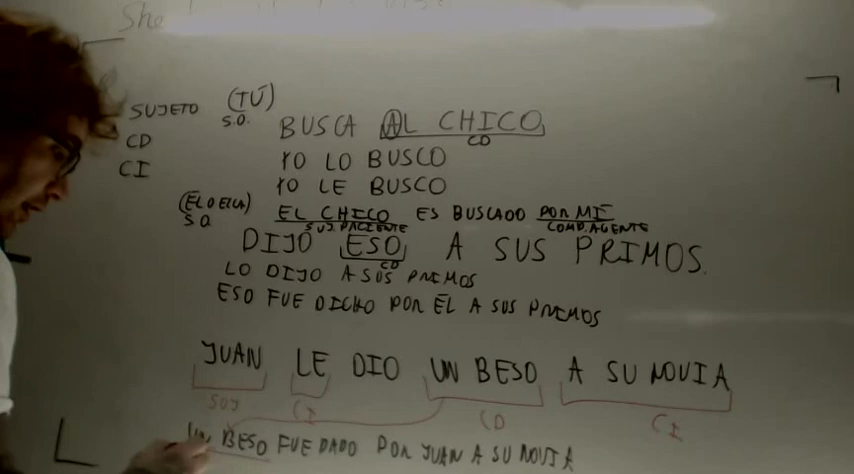 She
SUJETO (TÚ)
S.O.
CD
CI
BUSCA AL CHICO
CD
YO LO BUSCO
YO LE BUSCO
(ÉL O ELLA)
S O
EL CHICO ES BUSCADO POR MÍ
SUJ. PACIENTE COMP. AGENTE
DIJO ESO A SUS PRIMOS.
CD
LO DIJO A SUS PRIMOS
ESO FUE DICHO POR ÉL A SUS PRIMOS
JUAN LE DIO UN BESO A SU NOVIA
SUJ CI CD CI
UN BESO FUE DADO POR JUAN A SU NOVIA